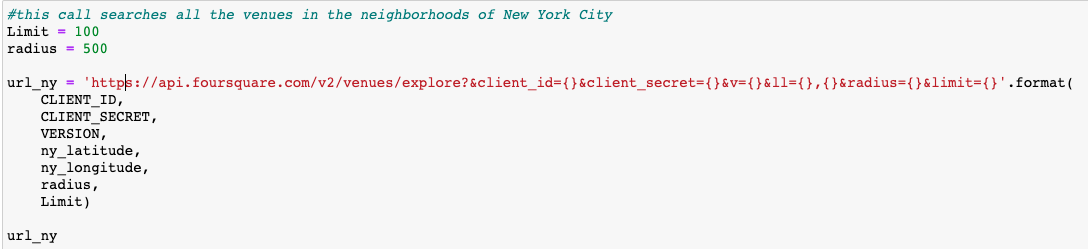 #this call searches all the venues in the neighborhoods of New York City
Limit = 100
radius = 500
url_ny = 'https://api.foursquare.com/v2/venues/explore?&client_id={}&client_secret={}&v={}&ll={},{}&radius={}&limit={}'.format(
CLIENT_ID,
CLIENT_SECRET,
VERSION,
ny_latitude,
ny_longitude,
radius,
Limit)
url_ny